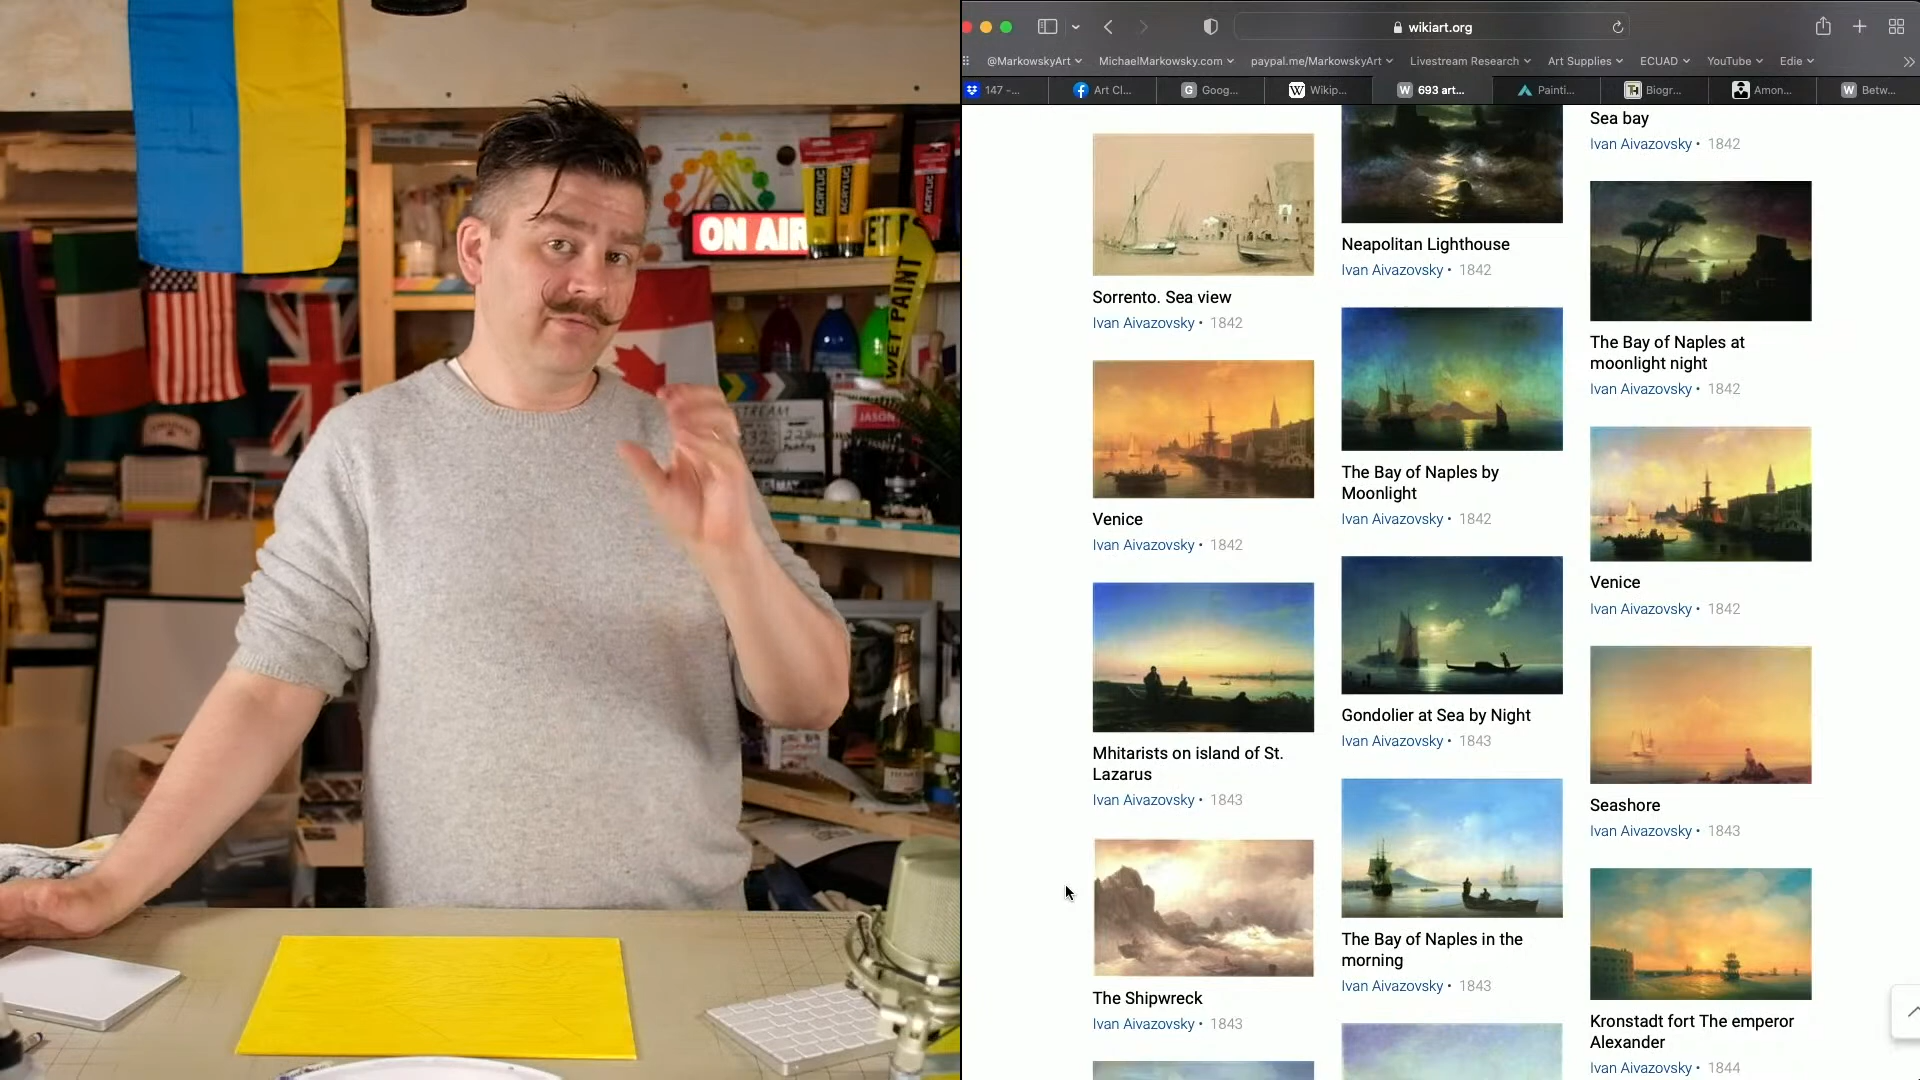 ON AIR
ACRYLIC
ACRYLIC
ACRYLIC
WET PAINT
JASON
wikiart.org
@MarkowskyArt
MichaelMarkowsky.com
paypal.me/MarkowskyArt
Livestream Research
Art Supplies
ECUAD
YouTube
Edie
147 -...
Art Cl...
Goog...
Wikip...
693 art...
Painti...
Biogr...
Amon...
Betw...
Sorrento. Sea view
Ivan Aivazovsky • 1842
Venice
Ivan Aivazovsky • 1842
Mhitarists on island of St.
Lazarus
Ivan Aivazovsky • 1843
The Shipwreck
Ivan Aivazovsky • 1843
Neapolitan Lighthouse
Ivan Aivazovsky • 1842
The Bay of Naples by
Moonlight
Ivan Aivazovsky • 1842
Gondolier at Sea by Night
Ivan Aivazovsky • 1843
The Bay of Naples in the
morning
Ivan Aivazovsky • 1843
Sea bay
Ivan Aivazovsky • 1842
The Bay of Naples at
moonlight night
Ivan Aivazovsky • 1842
Venice
Ivan Aivazovsky • 1842
Seashore
Ivan Aivazovsky • 1843
Kronstadt fort The emperor
Alexander
Ivan Aivazovsky • 1844